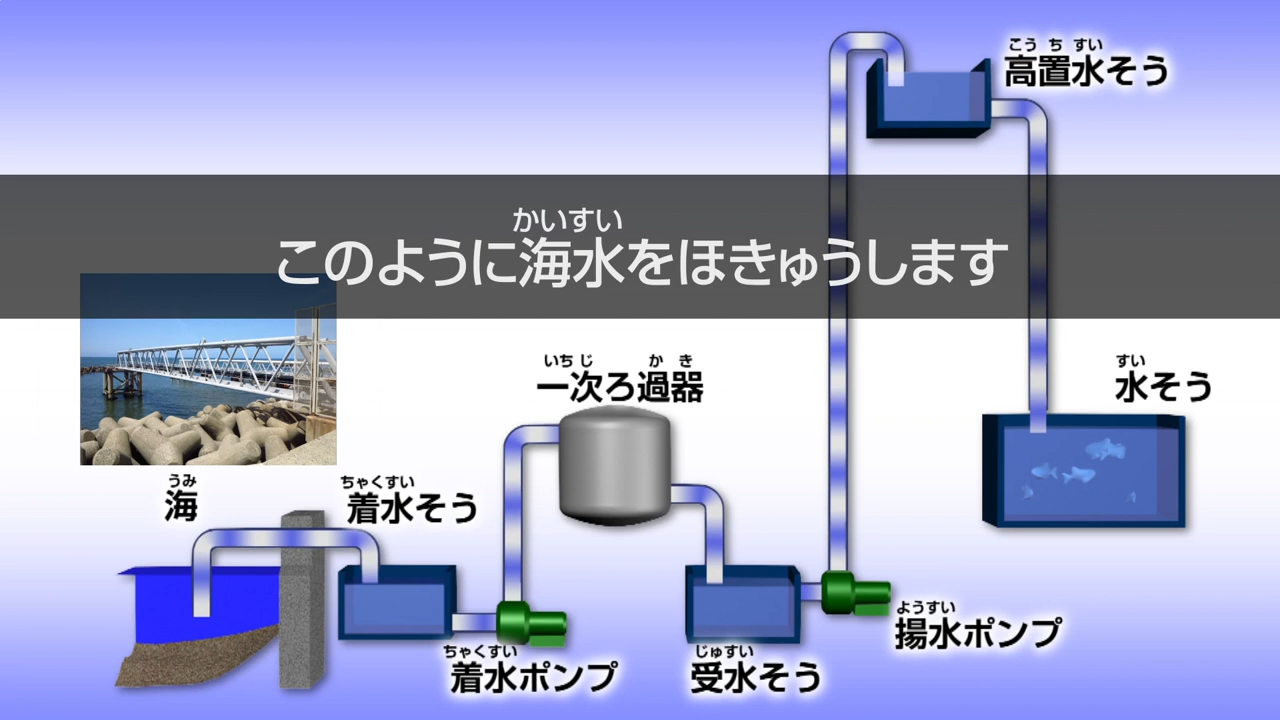 こうちすい
高置水そう
かいすい
このように海水をほきゅうします
いちじ かき
一次ろ過器
すい
水そう
うみ
海
ちゃくすい
着水そう
ようすい
揚水ポンプ
ちゃくすい
着水ポンプ
じゅすい
受水そう